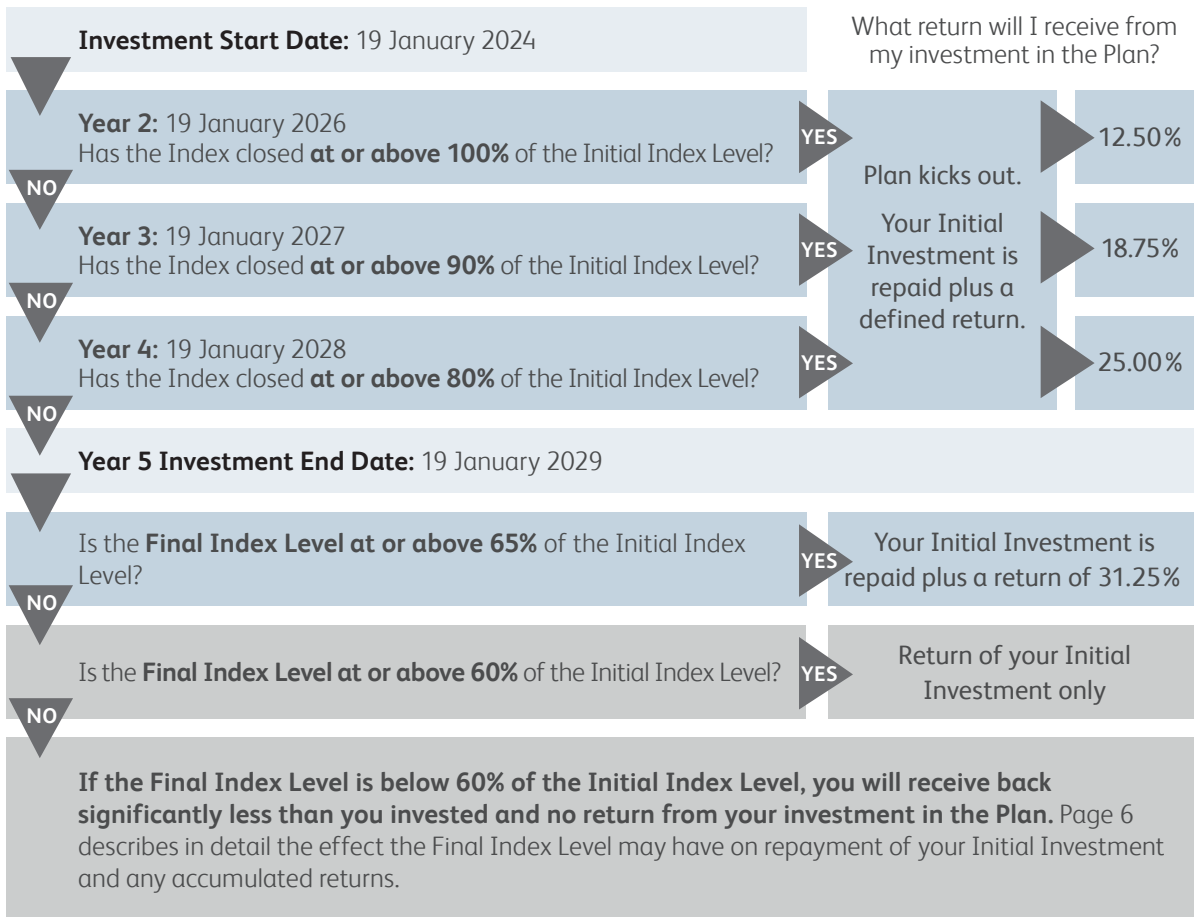 Investment Start Date: 19 January 2024
What return will I receive from
my investment in the Plan?
Year 2: 19 January 2026
Has the Index closed at or above 100% of the Initial Index Level?
YES
12.50%
NO
Plan kicks out.
Your Initial
Investment is
repaid plus a
defined return.
Year 3: 19 January 2027
Has the Index closed at or above 90% of the Initial Index Level?
YES
18.75%
NO
Year 4: 19 January 2028
Has the Index closed at or above 80% of the Initial Index Level?
YES
25.00%
NO
Year 5 Investment End Date: 19 January 2029
Is the Final Index Level at or above 65% of the Initial Index
Level?
YES
Your Initial Investment is
repaid plus a return of 31.25%
NO
Is the Final Index Level at or above 60% of the Initial Index Level?
YES
Return of your Initial
Investment only
NO
If the Final Index Level is below 60% of the Initial Index Level, you will receive back
significantly less than you invested and no return from your investment in the Plan. Page 6
describes in detail the effect the Final Index Level may have on repayment of your Initial Investment
and any accumulated returns.